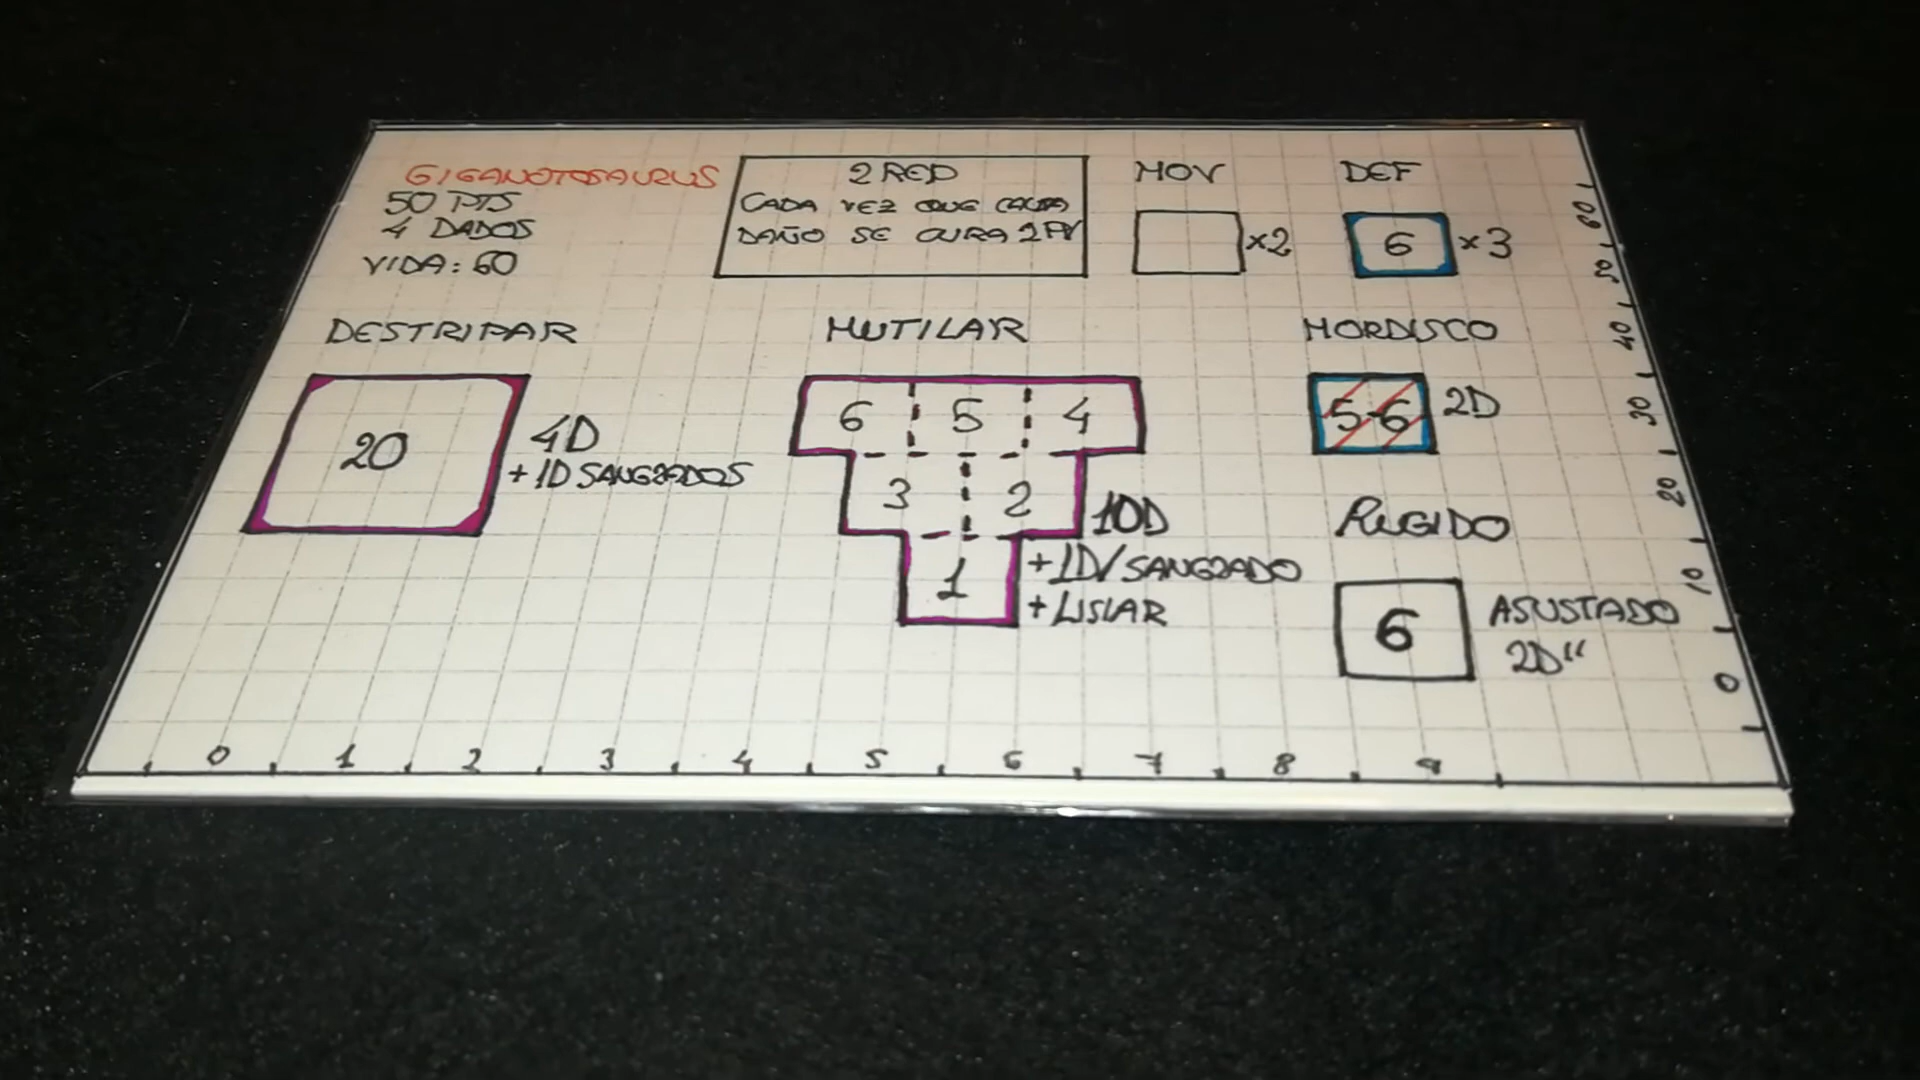 GIGANOTOSAURUS
50 PTS
4 DADOS
VIDA: 60
2 RED
CADA VEZ QUE CAUSA
DAÑO SE CURA 2 PV
MOV
x2
DEF
6 x3
DESTRIPAR
20
4D
+1D SANGRADOS
MUTILAR
6 5 4
3 2
1
10D
+1D/SANGRADO
+LISIAR
MORDISCO
5-6 2D
RUGIDO
6
ASUSTADO
2D"
0 1 2 3 4 5 6 7 8 9
0 10 20 30 40 50 60